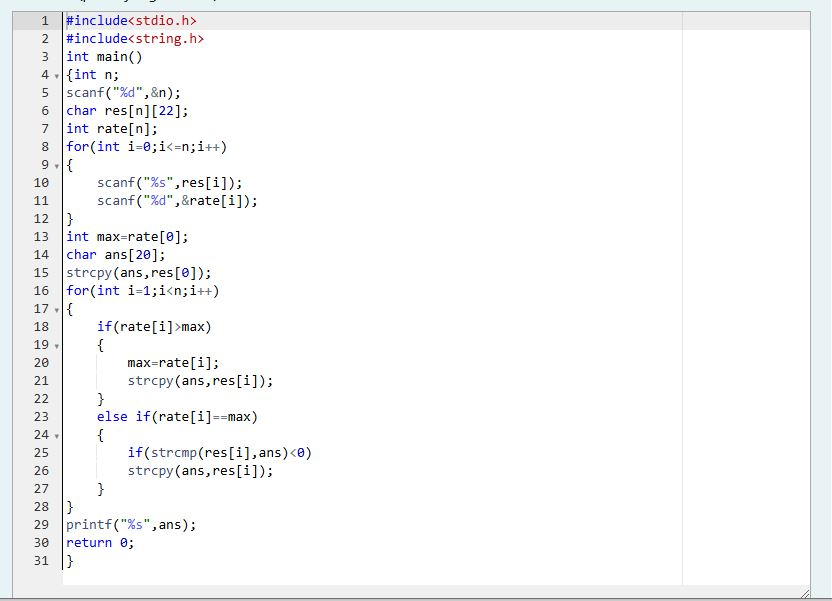 1 #include<stdio.h>
2 #include<string.h>
3 int main()
4 {int n;
5 scanf("%d",&n);
6 char res[n][22];
7 int rate[n];
8 for(int i=0;i<=n;i++)
9 {
10     scanf("%s",res[i]);
11     scanf("%d",&rate[i]);
12 }
13 int max=rate[0];
14 char ans[20];
15 strcpy(ans,res[0]);
16 for(int i=1;i<n;i++)
17 {
18     if(rate[i]>max)
19     {
20         max=rate[i];
21         strcpy(ans,res[i]);
22     }
23     else if(rate[i]==max)
24     {
25         if(strcmp(res[i],ans)<0)
26         strcpy(ans,res[i]);
27     }
28 }
29 printf("%s",ans);
30 return 0;
31 }